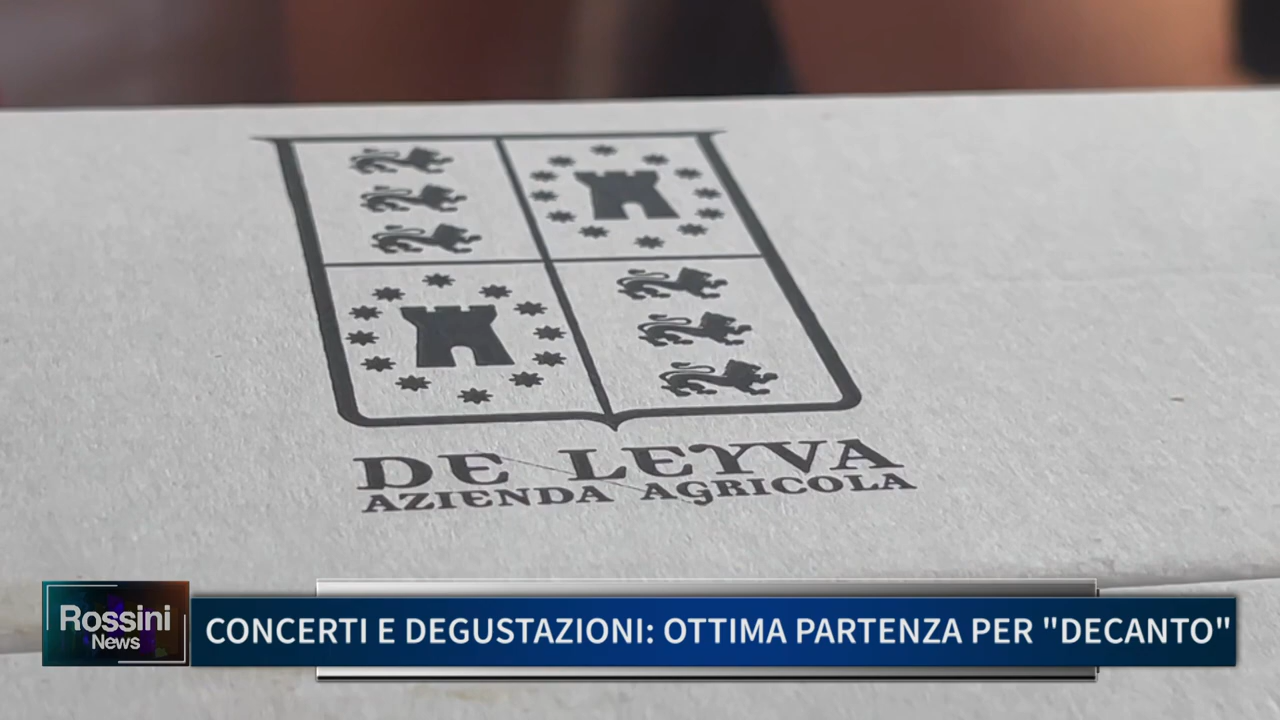 DE LEYVA
AZIENDA AGRICOLA
Rossini
News
CONCERTI E DEGUSTAZIONI: OTTIMA PARTENZA PER "DECANTO"